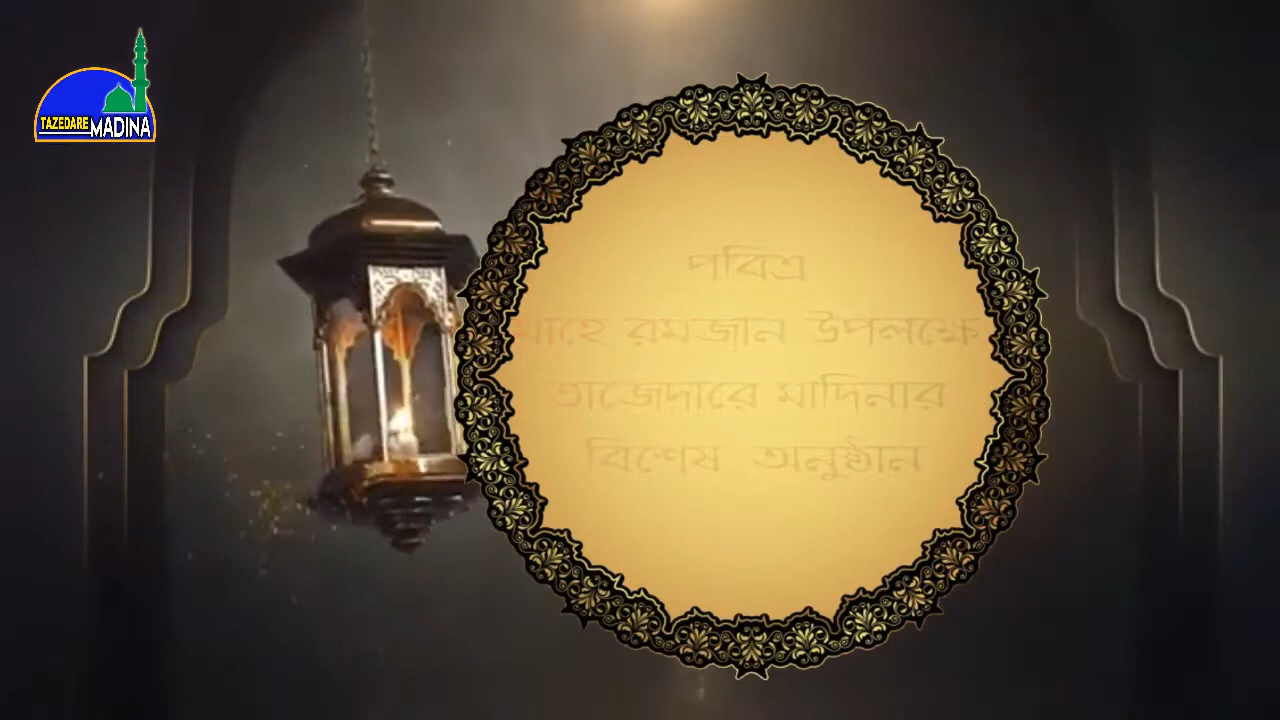 TAZEDARE
MADINA
পবিত্র
মাহে রমজান উপলক্ষে
তাজেদারে মাদিনার
বিশেষ অনুষ্ঠান